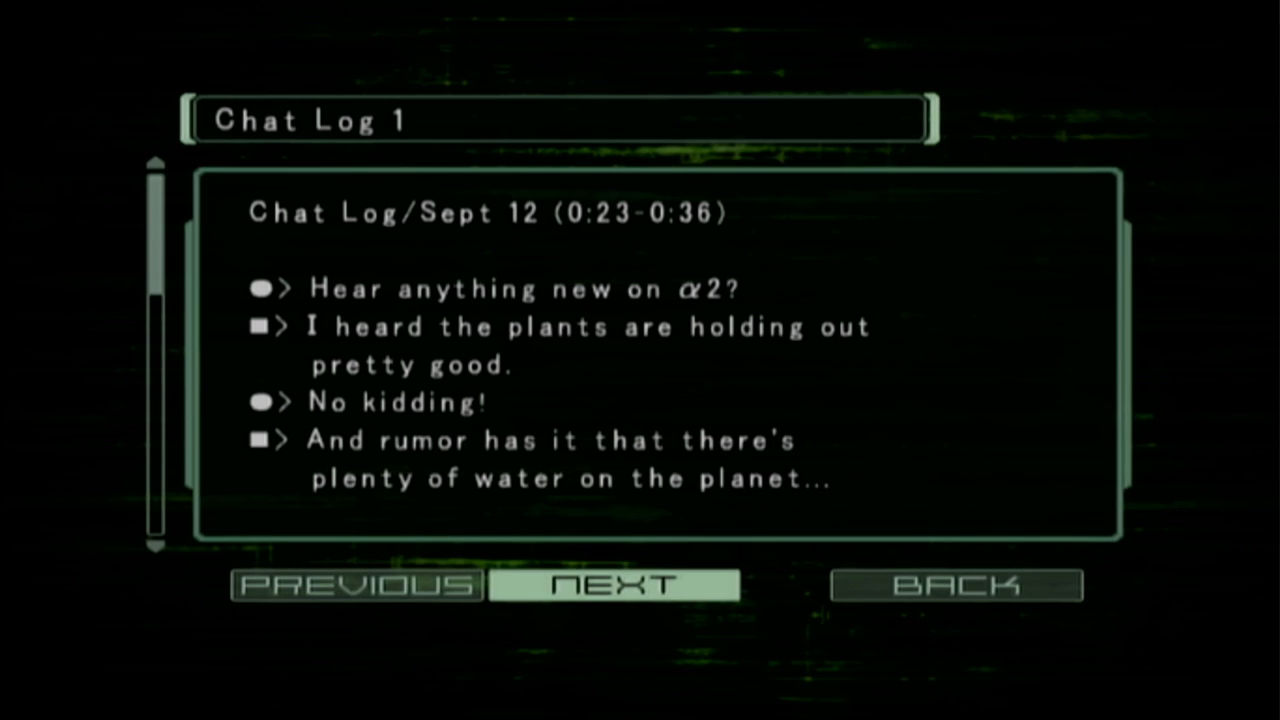 Chat Log 1
Chat Log/Sept 12 (0:23-0:36)
●> Hear anything new on α2?
■> I heard the plants are holding out
pretty good.
●> No kidding!
■> And rumor has it that there's
plenty of water on the planet...
PREVIOUS NEXT BACK